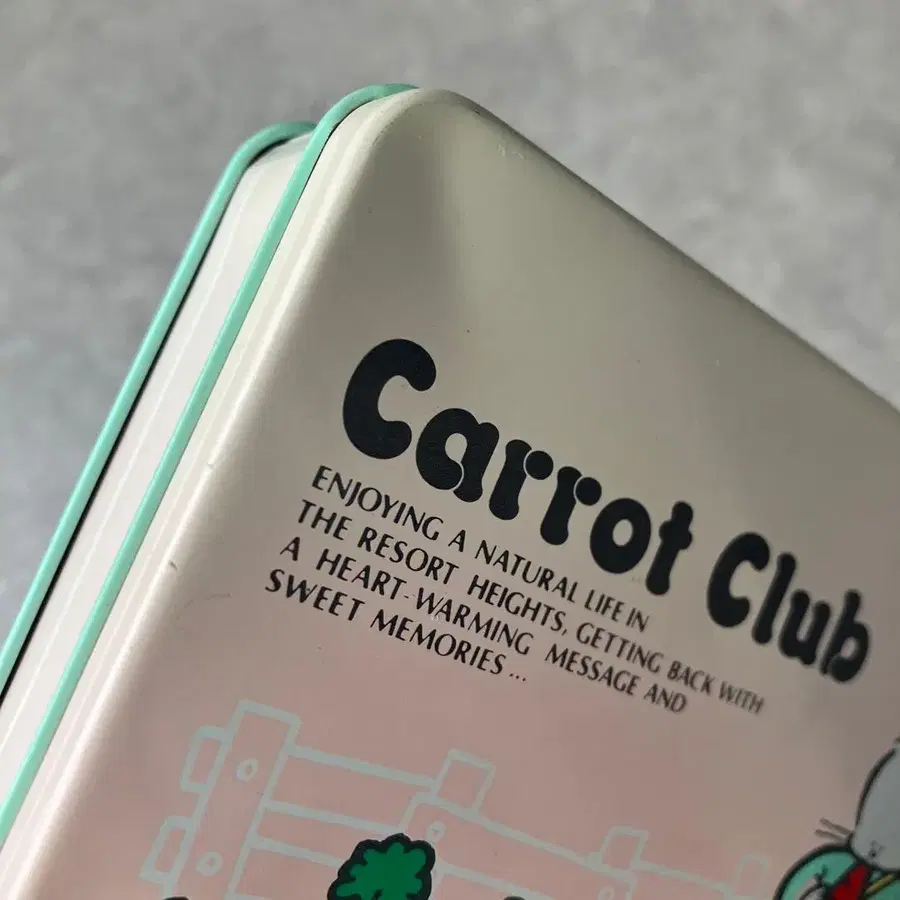 Carrot Club
ENJOYING A NATURAL LIFE IN
THE RESORT HEIGHTS, GETTING BACK WITH
A HEART-WARMING MESSAGE AND
SWEET MEMORIES...